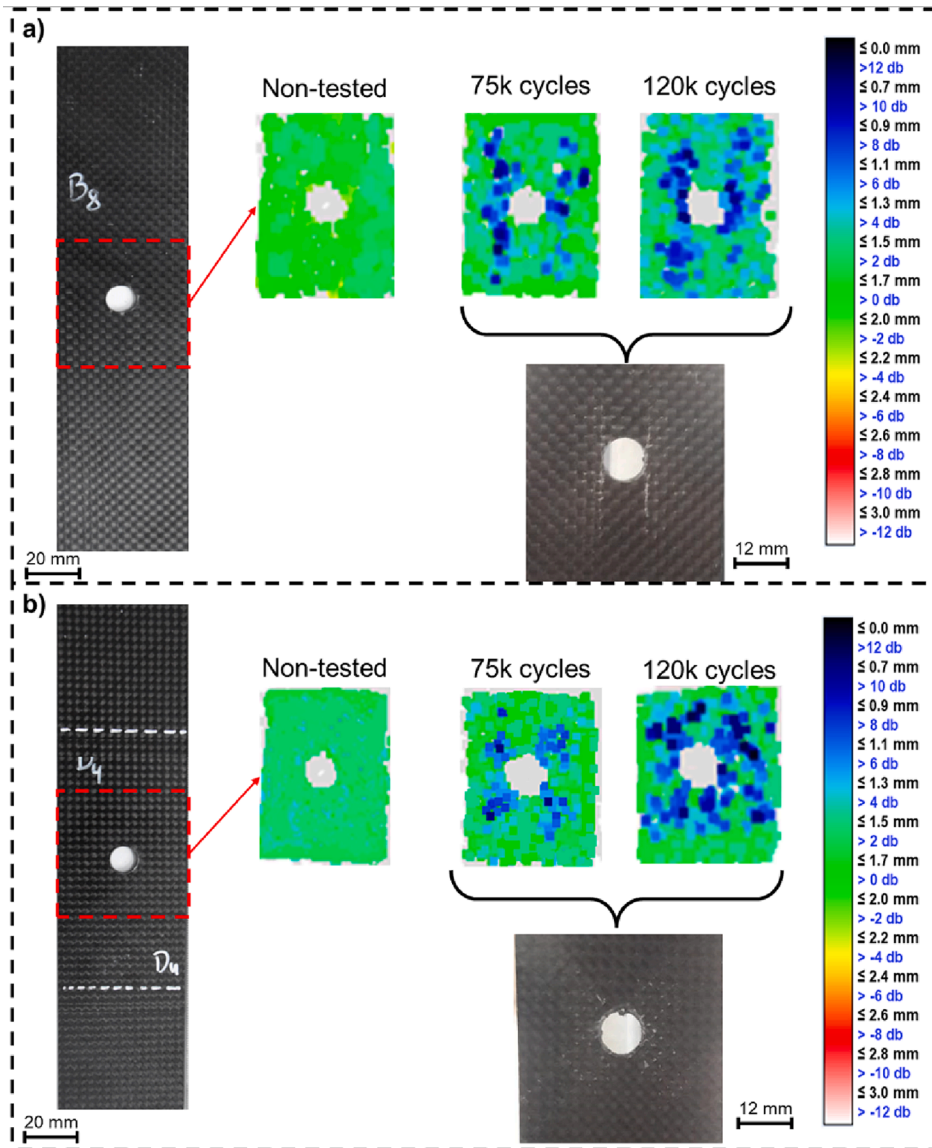 a)
Non-tested
75k cycles
120k cycles
B8
20 mm
12 mm
≤ 0.0 mm
>12 db
≤ 0.7 mm
> 10 db
≤ 0.9 mm
> 8 db
≤ 1.1 mm
> 6 db
≤ 1.3 mm
> 4 db
≤ 1.5 mm
> 2 db
≤ 1.7 mm
> 0 db
≤ 2.0 mm
> -2 db
≤ 2.2 mm
> -4 db
≤ 2.4 mm
> -6 db
≤ 2.6 mm
> -8 db
≤ 2.8 mm
> -10 db
≤ 3.0 mm
> -12 db
b)
Non-tested
75k cycles
120k cycles
D4
D4
20 mm
12 mm
≤ 0.0 mm
>12 db
≤ 0.7 mm
> 10 db
≤ 0.9 mm
> 8 db
≤ 1.1 mm
> 6 db
≤ 1.3 mm
> 4 db
≤ 1.5 mm
> 2 db
≤ 1.7 mm
> 0 db
≤ 2.0 mm
> -2 db
≤ 2.2 mm
> -4 db
≤ 2.4 mm
> -6 db
≤ 2.6 mm
> -8 db
≤ 2.8 mm
> -10 db
≤ 3.0 mm
> -12 db